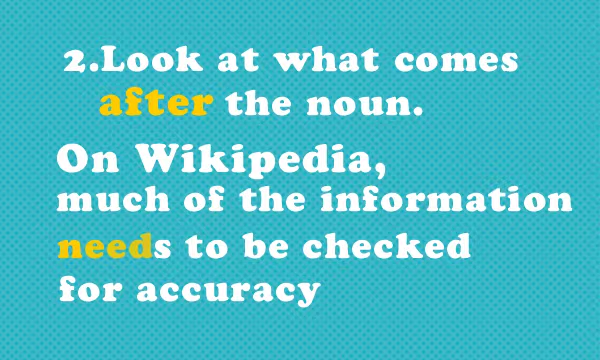 2.Look at what comes
after the noun.
On Wikipedia,
much of the information
needs to be checked
for accuracy